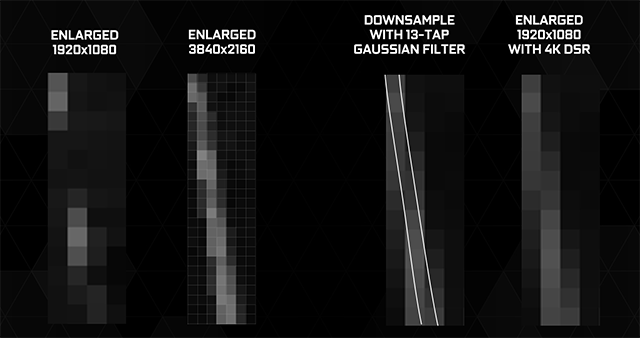 ENLARGED
1920x1080
ENLARGED
3840x2160
DOWNSAMPLE
WITH 13-TAP
GAUSSIAN FILTER
ENLARGED
1920x1080
WITH 4K DSR